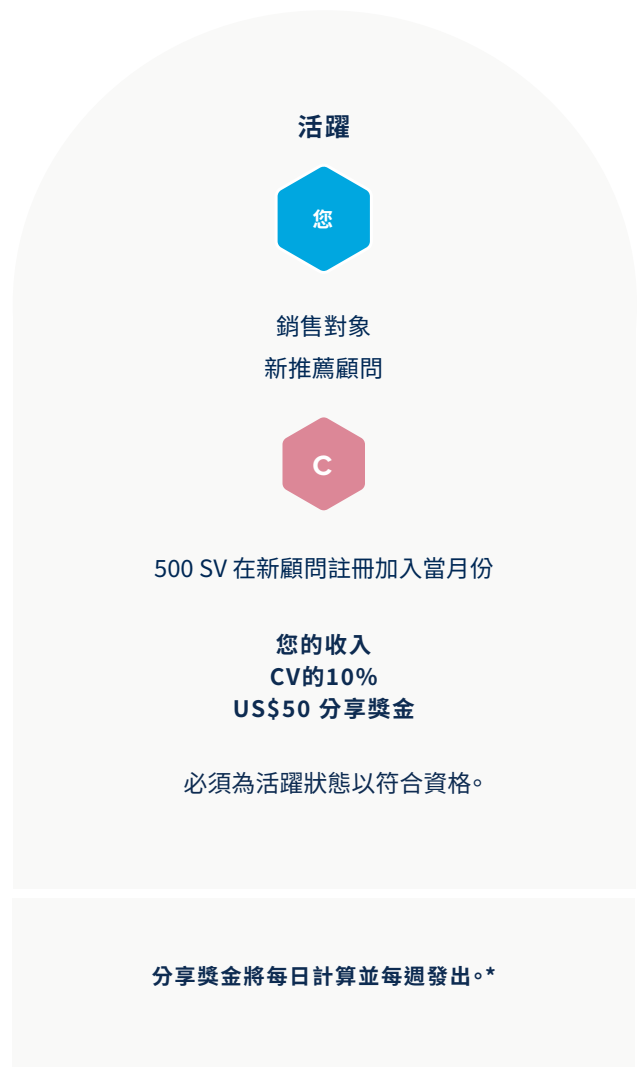 活躍
您
銷售對象
新推薦顧問
C
500 SV 在新顧問註冊加入當月份
您的收入
CV的10%
US$50 分享獎金
必須為活躍狀態以符合資格。
分享獎金將每日計算並每週發出。*